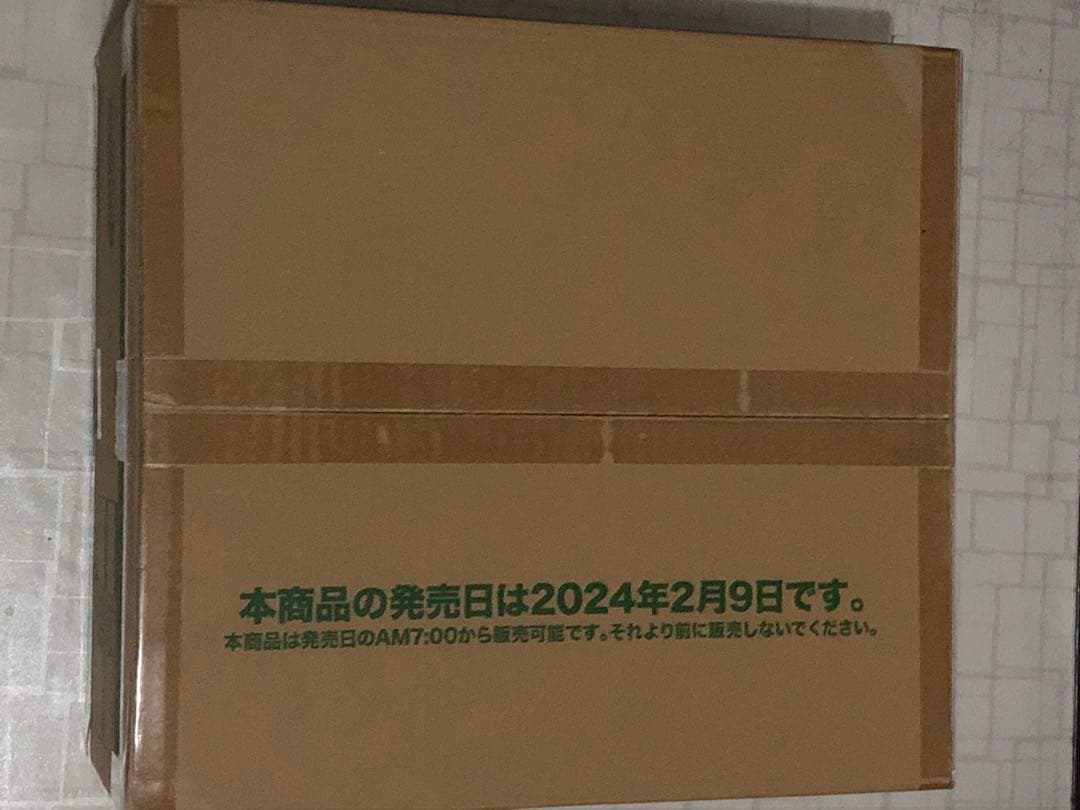 本商品の発売日は2024年2月9日です。
本商品は発売日のAM7:00から販売可能です。それより前に販売しないでください。